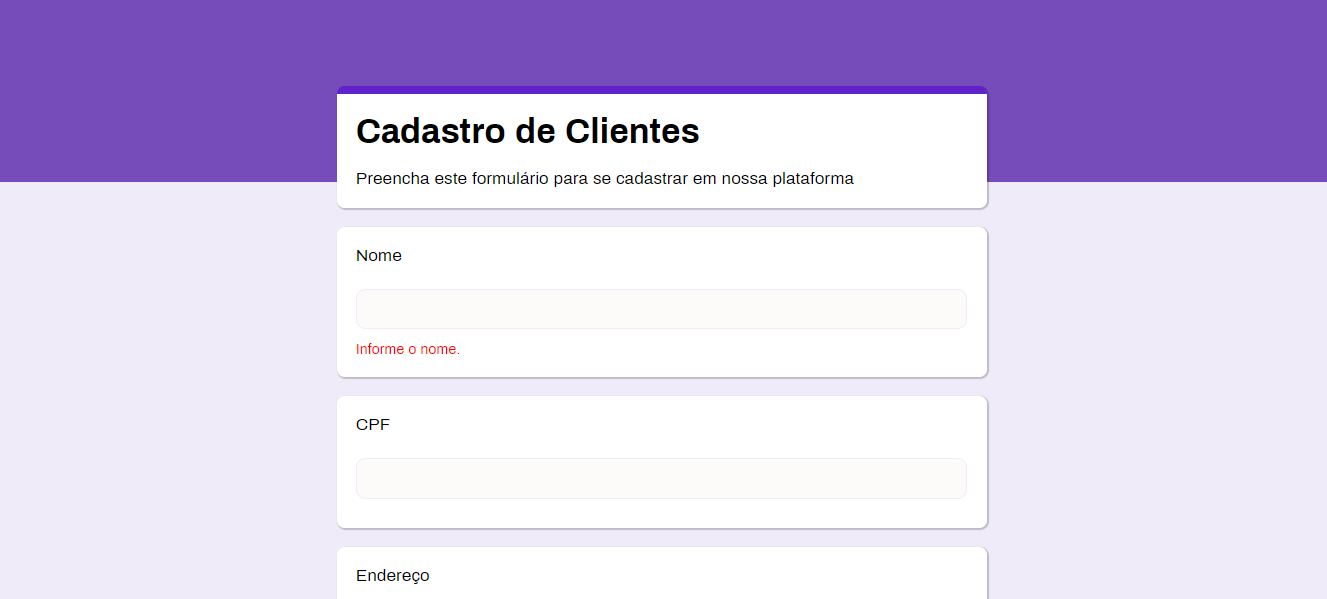 Cadastro de Clientes
Preencha este formulário para se cadastrar em nossa plataforma
Nome
Informe o nome.
CPF
Endereço